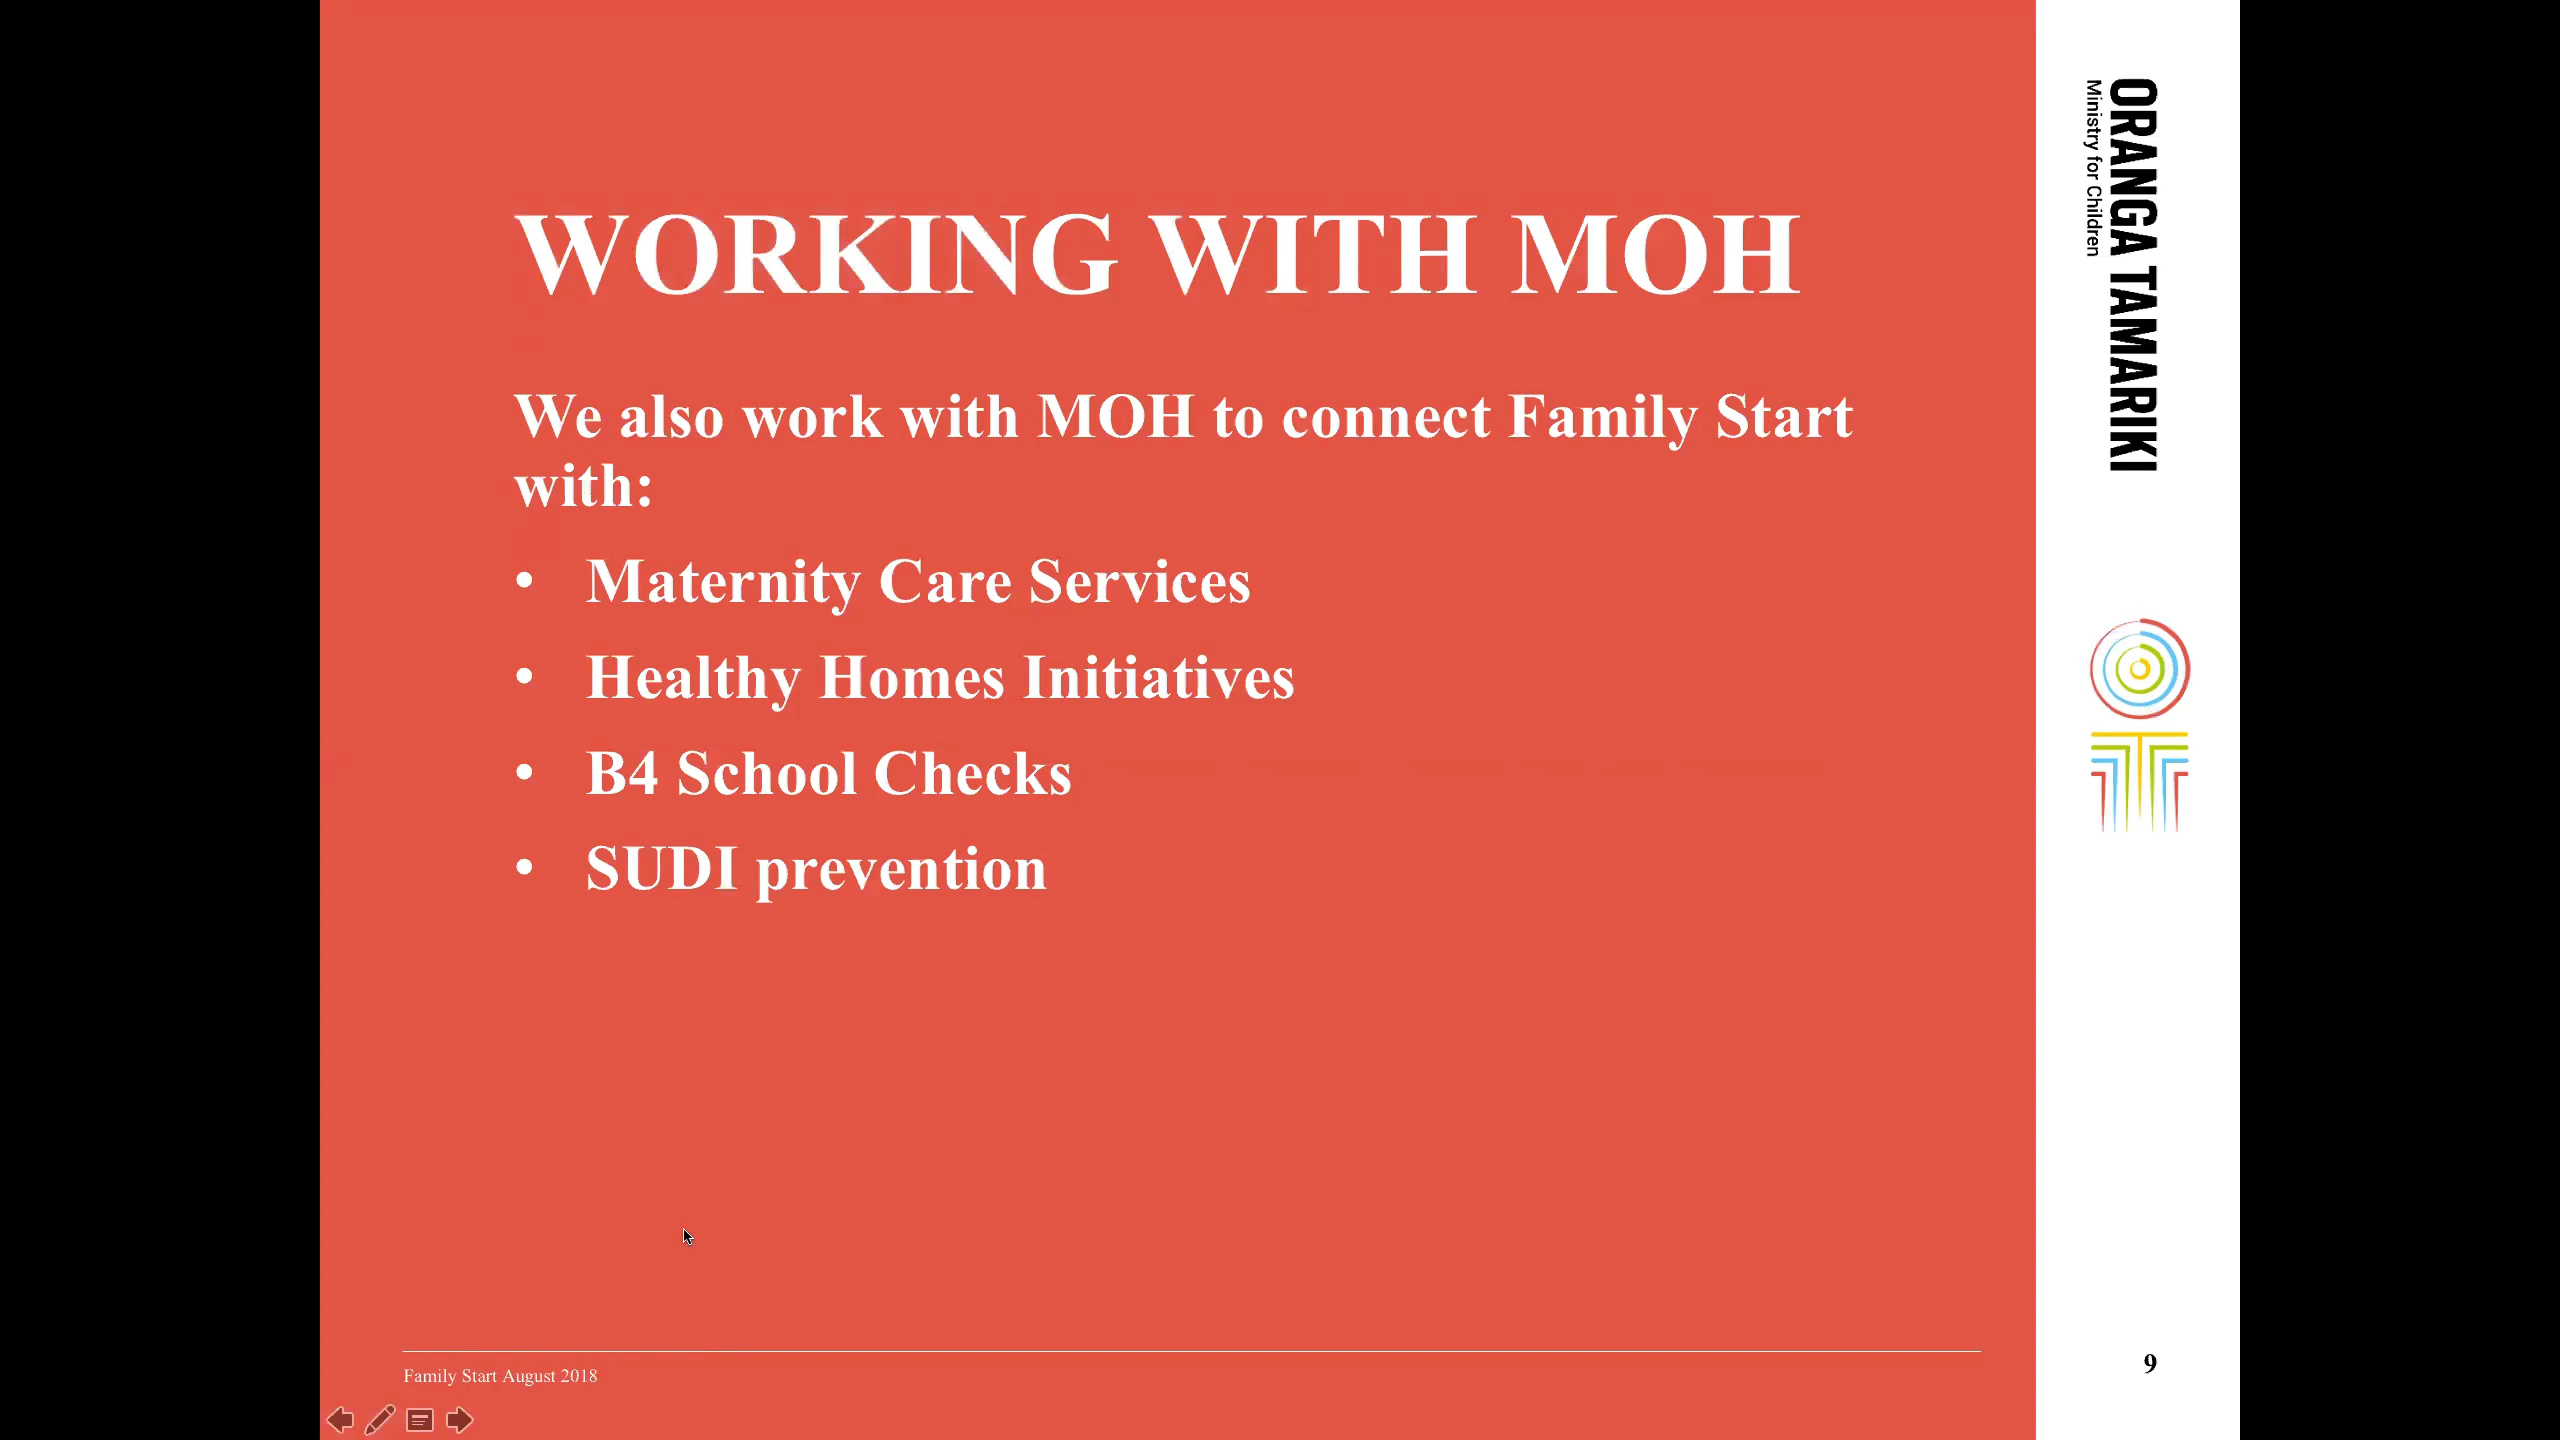 WORKING WITH MOH
We also work with MOH to connect Family Start
with:
• Maternity Care Services
• Healthy Homes Initiatives
• B4 School Checks
• SUDI prevention
Family Start August 2018
ORANGA TAMARIKI
Ministry for Children
9